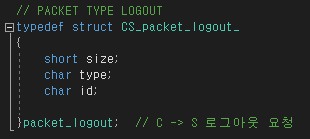 // PACKET TYPE LOGOUT
typedef struct CS_packet_logout_
{
short size;
char type;
char id;
}packet_logout; // C -> S 로그아웃 요청